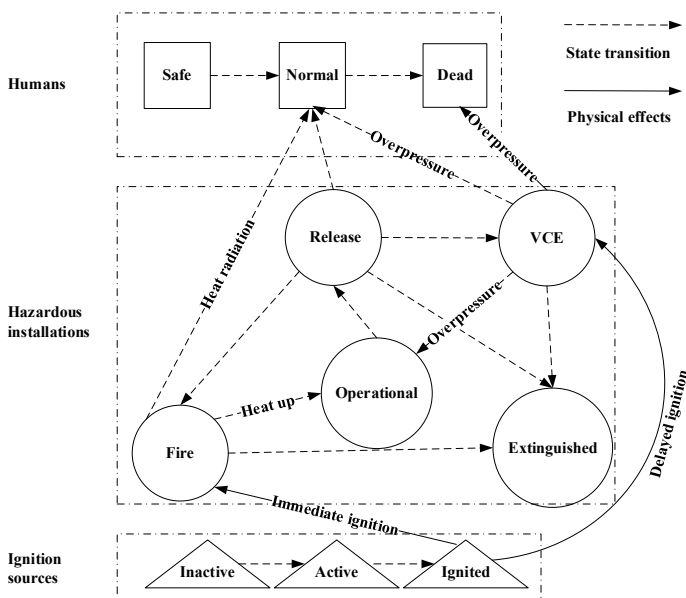 Humans
Safe
Normal
Dead
State transition
Physical effects
Overpressure
Overpressure
Heat radiation
Hazardous
installations
Release
VCE
Overpressure
Operational
Heat up
Fire
Extinguished
Delayed ignition
Immediate ignition
Ignition
sources
Inactive
Active
Ignited